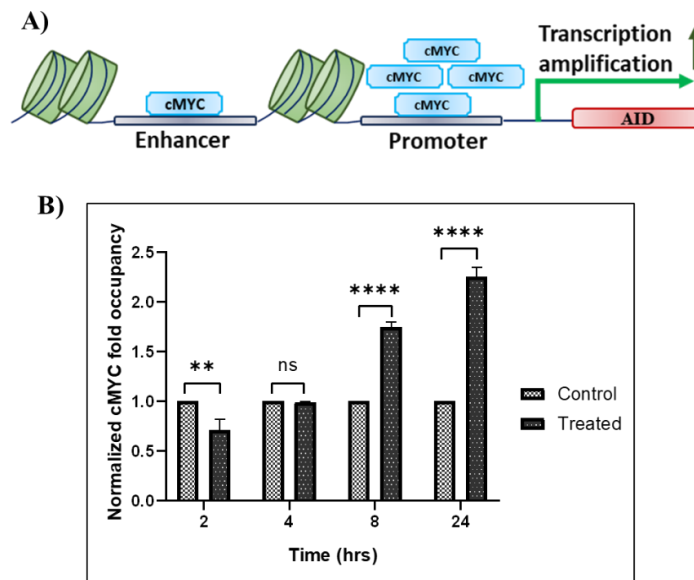 A)
Transcription
amplification
cMYC
cMYC
cMYC
cMYC
cMYC
Enhancer
Promoter
AID
B)
Normalized cMYC fold occupancy
2.5
2.0
1.5
1.0
0.5
0.0
**
ns
****
****
2
4
8
24
Time (hrs)
Control
Treated